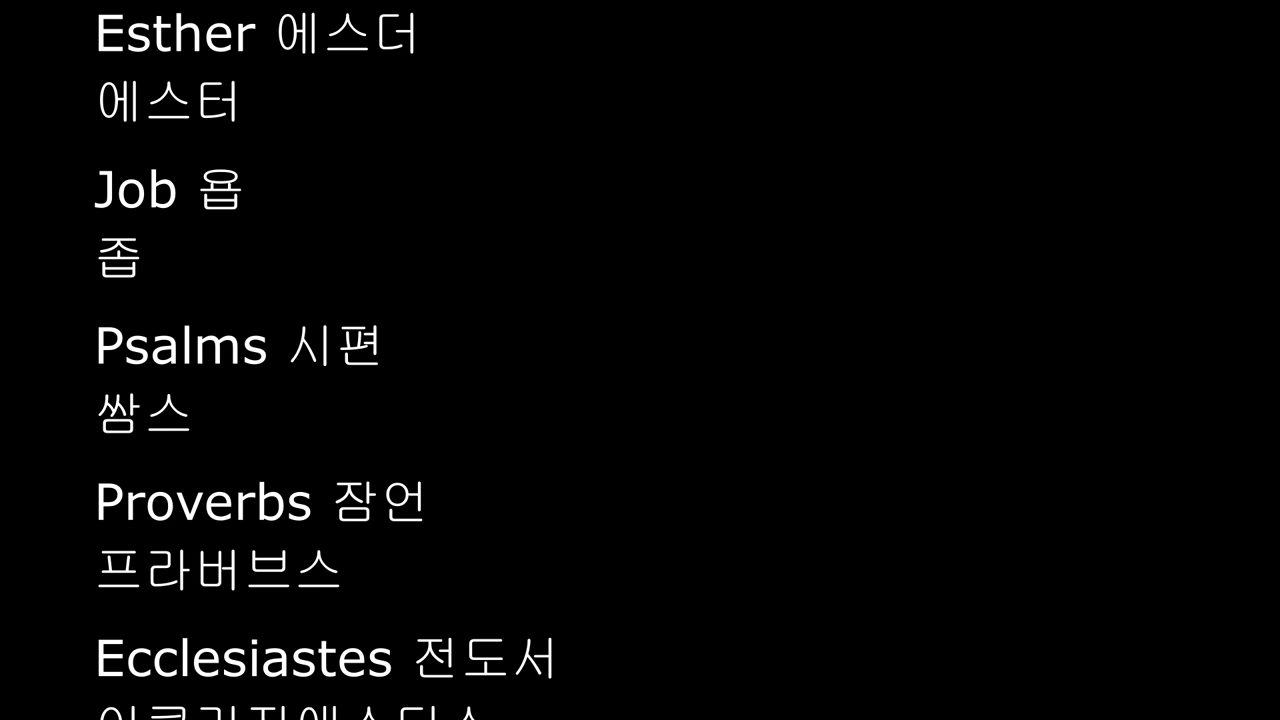 Esther 에스더
에스터
Job 욥
좁
Psalms 시편
쌈스
Proverbs 잠언
프라버브스
Ecclesiastes 전도서